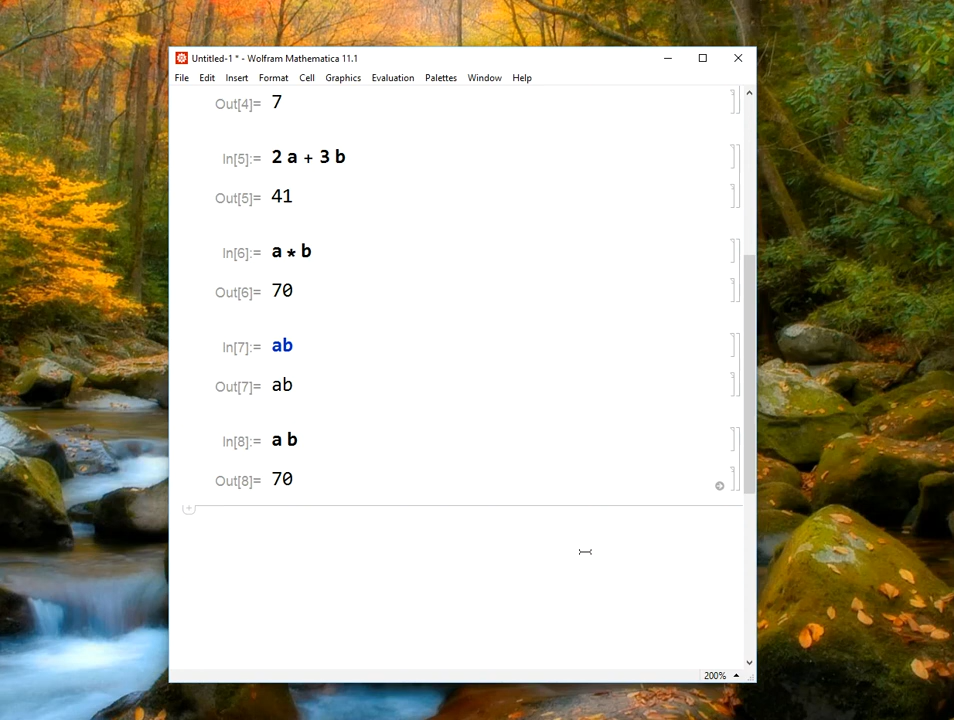 Untitled-1 * - Wolfram Mathematica 11.1
File Edit Insert Format Cell Graphics Evaluation Palettes Window Help
Out[4]= 7
In[5]:= 2 a + 3 b
Out[5]= 41
In[6]:= a * b
Out[6]= 70
In[7]:= ab
Out[7]= ab
In[8]:= a b
Out[8]= 70
200%